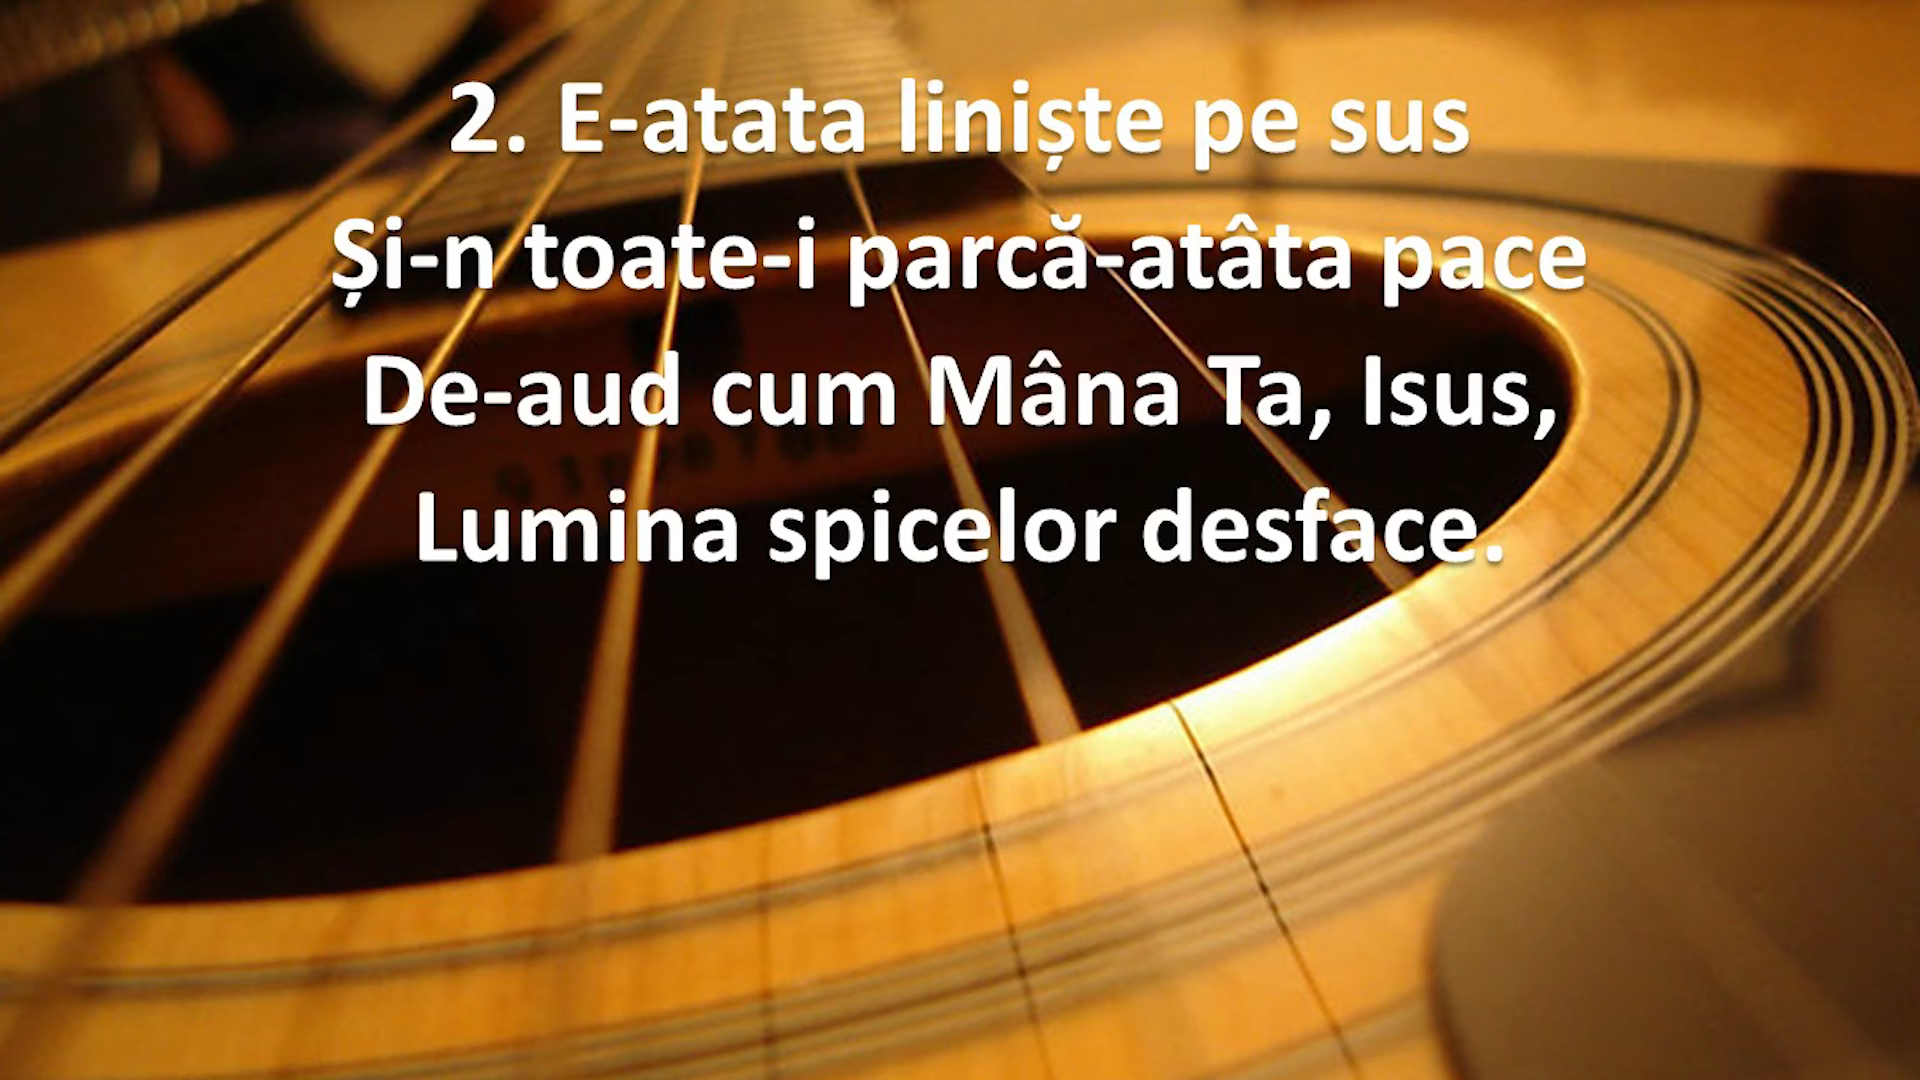 2. E-atata liniște pe sus
Și-n toate-i parcă-atâta pace
De-aud cum Mâna Ta, Isus,
Lumina spicelor desface.